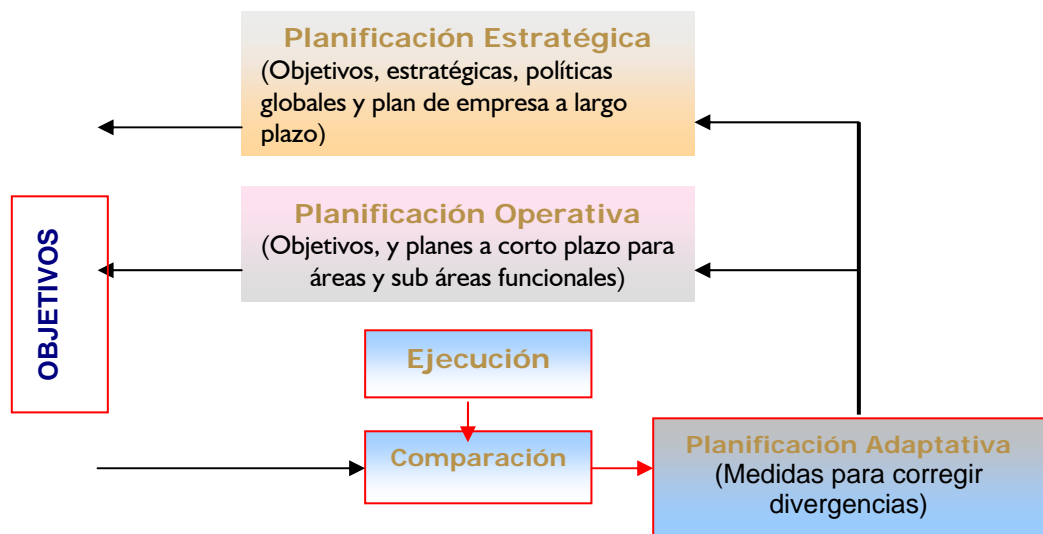 Planificación Estratégica
(Objetivos, estratégicas, políticas
globales y plan de empresa a largo
plazo)
OBJETIVOS
Planificación Operativa
(Objetivos, y planes a corto plazo para
áreas y sub áreas funcionales)
Ejecución
Comparación
Planificación Adaptativa
(Medidas para corregir
divergencias)